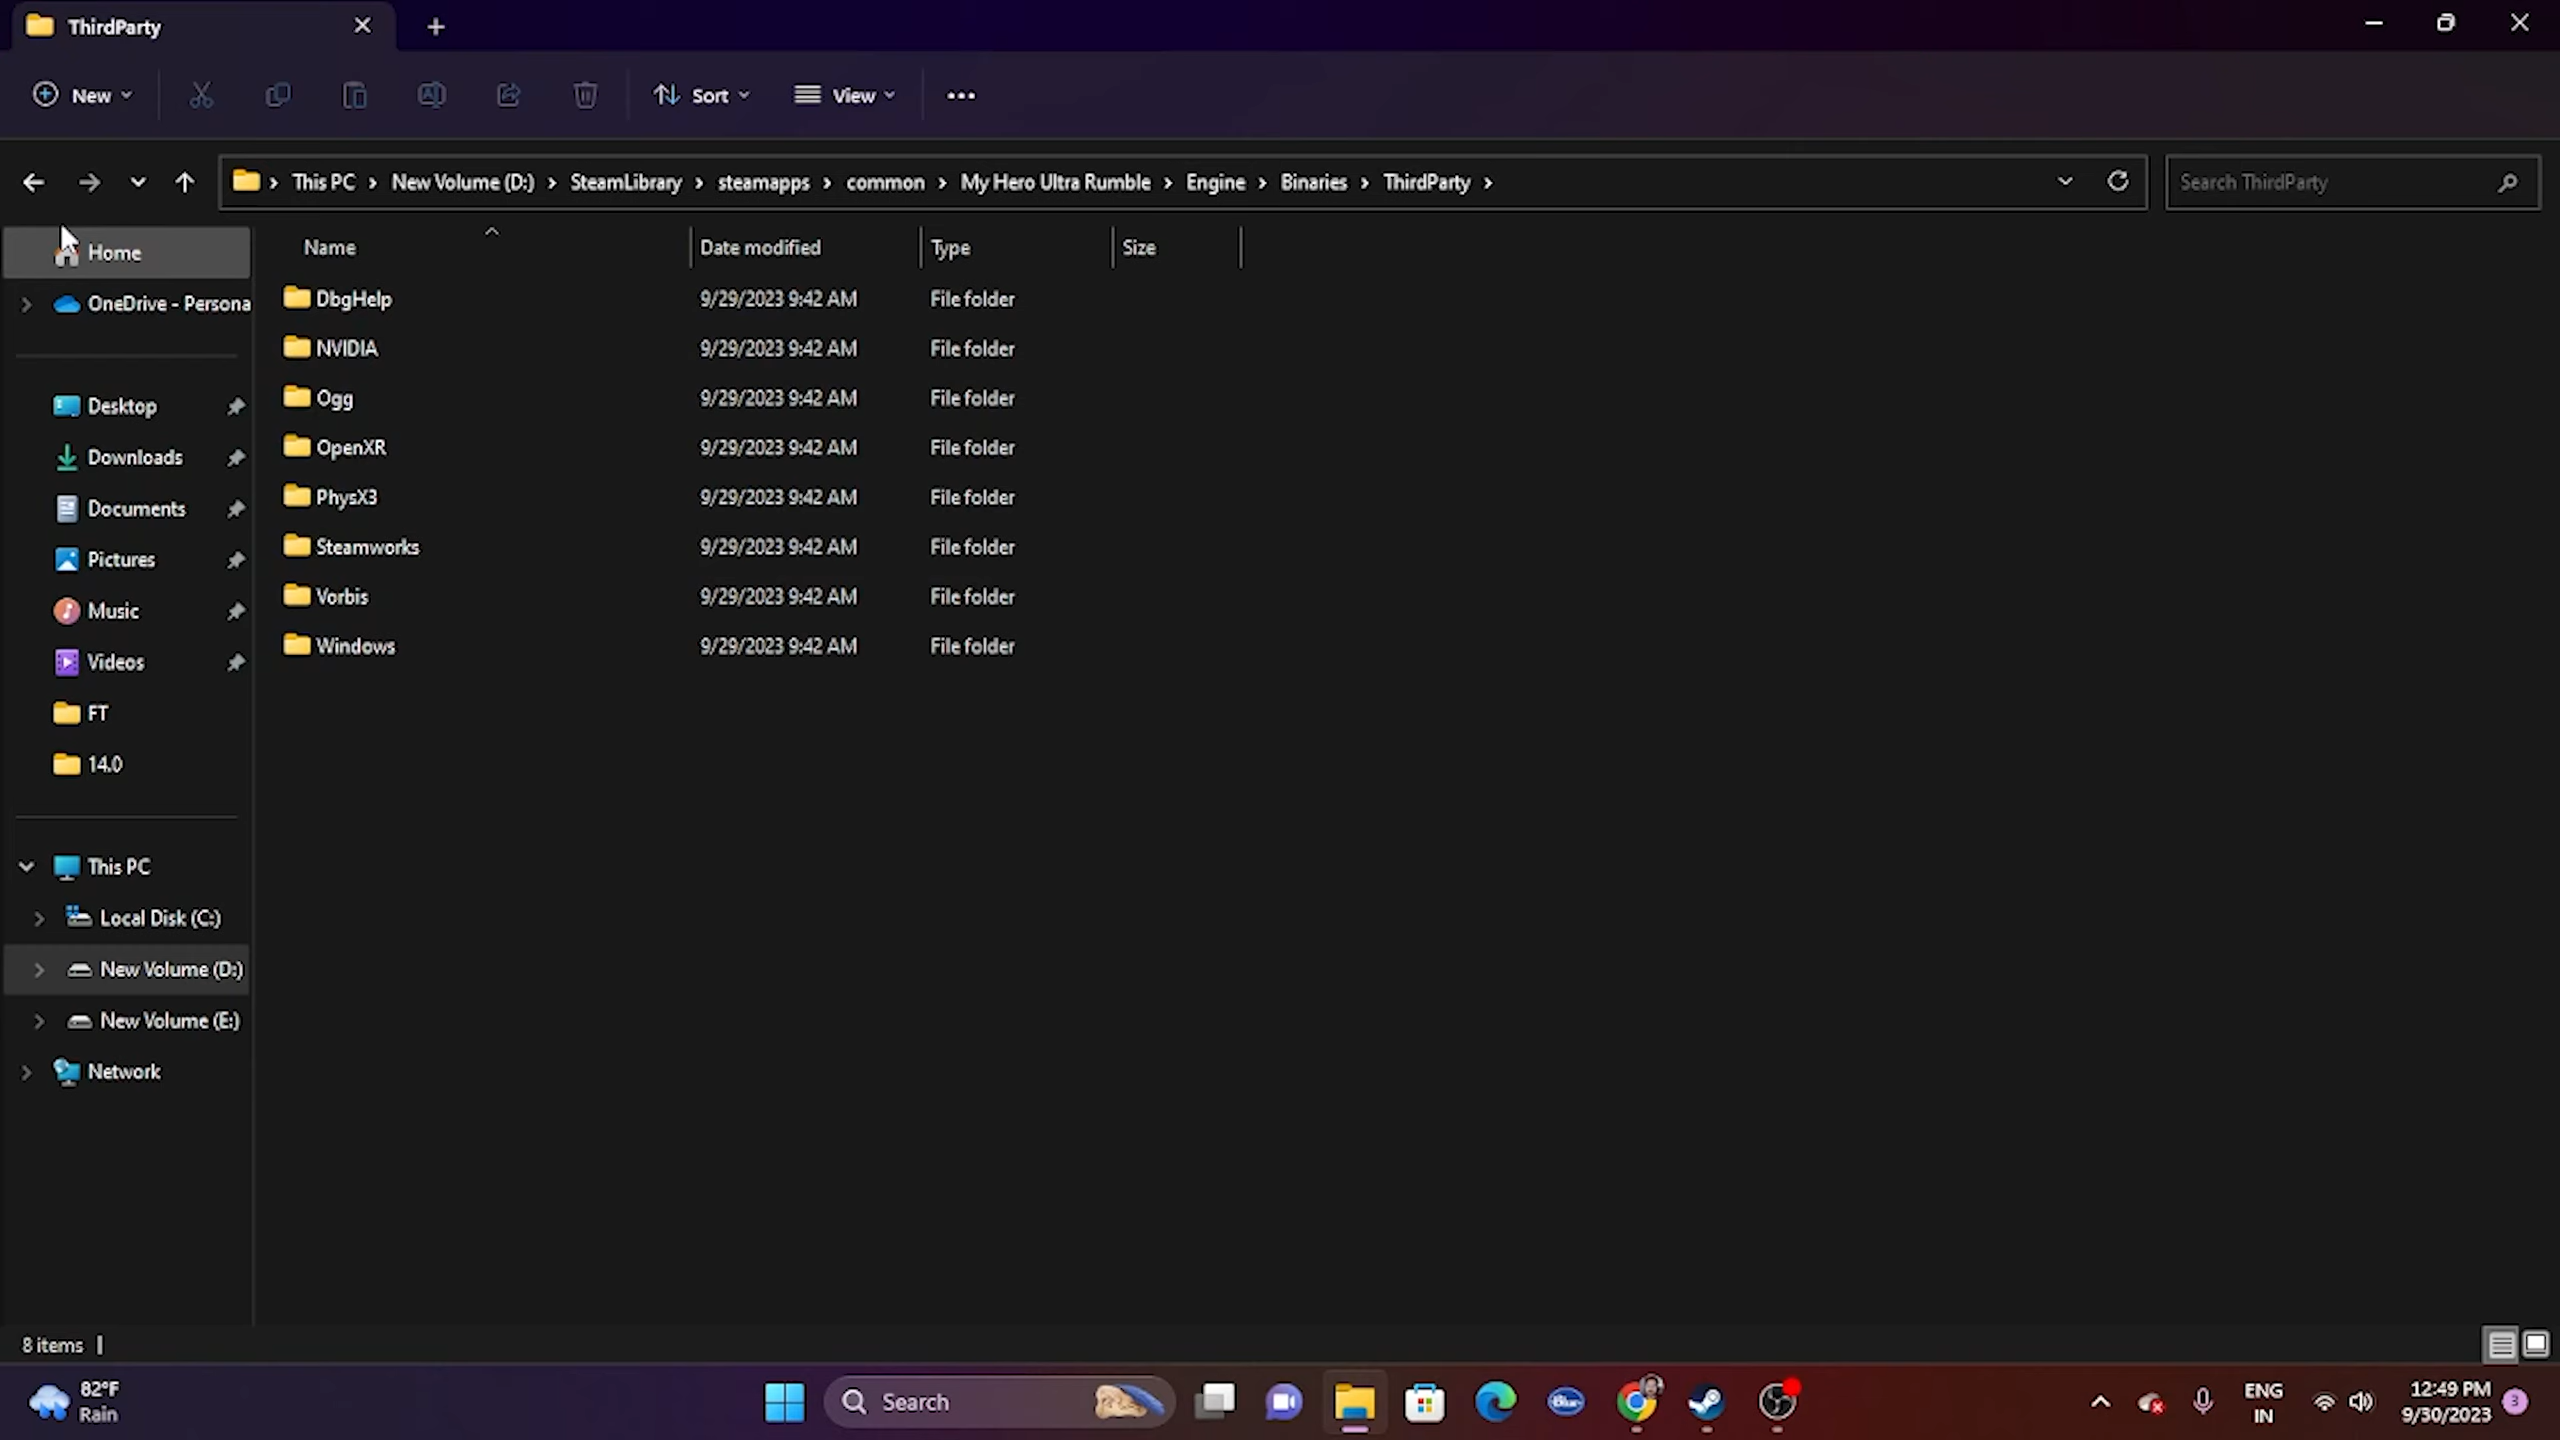 ThirdParty
New
Sort
View
This PC
New Volume (D:)
SteamLibrary
steamapps
common
My Hero Ultra Rumble
Engine
Binaries
ThirdParty
Search ThirdParty
Home
OneDrive - Persona
Desktop
Downloads
Documents
Pictures
Music
Videos
FT
14.0
This PC
Local Disk (C:)
New Volume (D:)
New Volume (E:)
Network
Name Date modified Type Size
DbgHelp 9/29/2023 9:42 AM File folder
NVIDIA 9/29/2023 9:42 AM File folder
Ogg 9/29/2023 9:42 AM File folder
OpenXR 9/29/2023 9:42 AM File folder
PhysX3 9/29/2023 9:42 AM File folder
Steamworks 9/29/2023 9:42 AM File folder
Vorbis 9/29/2023 9:42 AM File folder
Windows 9/29/2023 9:42 AM File folder
8 items
82°F
Rain
Search
Blue
ENG
IN
12:49 PM
9/30/2023
3